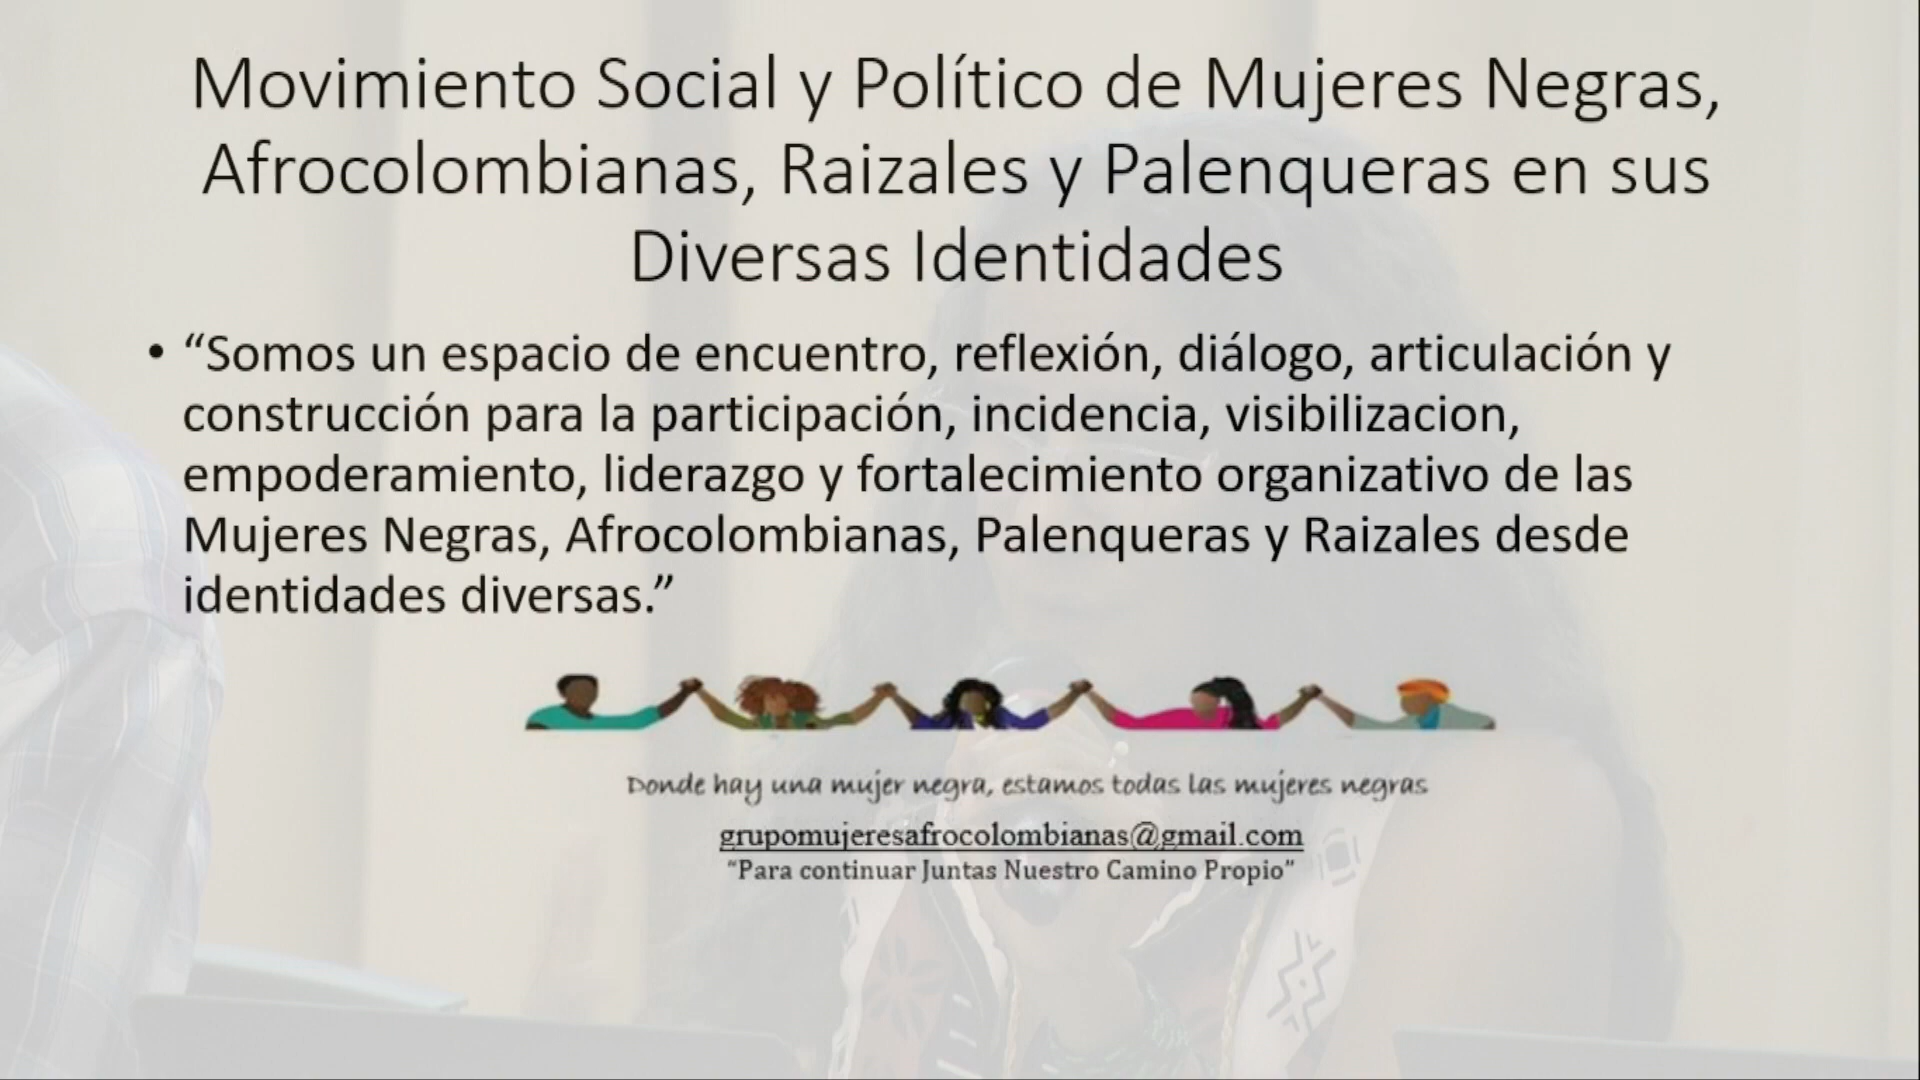 Movimiento Social y Político de Mujeres Negras,
Afrocolombianas, Raizales y Palenqueras en sus
Diversas Identidades
• “Somos un espacio de encuentro, reflexión, diálogo, articulación y
construcción para la participación, incidencia, visibilizacion,
empoderamiento, liderazgo y fortalecimiento organizativo de las
Mujeres Negras, Afrocolombianas, Palenqueras y Raizales desde
identidades diversas.”
Donde hay una mujer negra, estamos todas las mujeres negras
grupomujeresafrocolombianas@gmail.com
“Para continuar Juntas Nuestro Camino Propio”